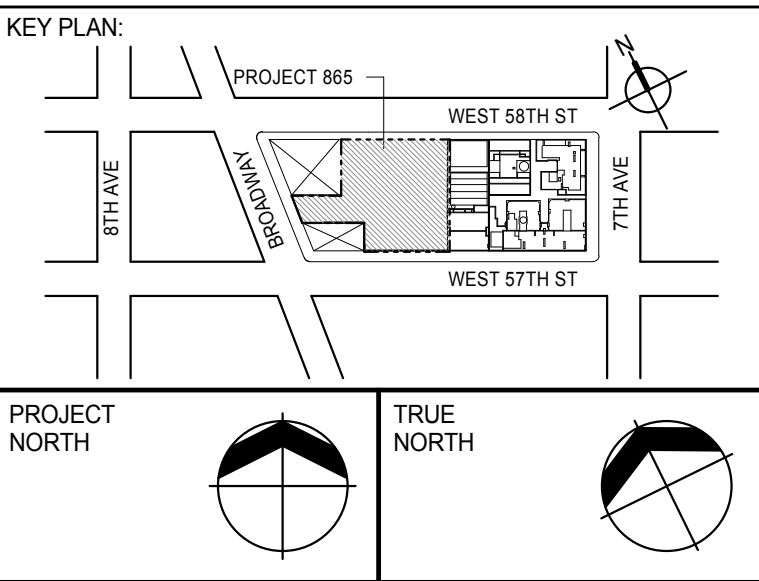 KEY PLAN:
N
PROJECT 865
WEST 58TH ST
8TH AVE
BROADWAY
7TH AVE
WEST 57TH ST
PROJECT
NORTH
TRUE
NORTH